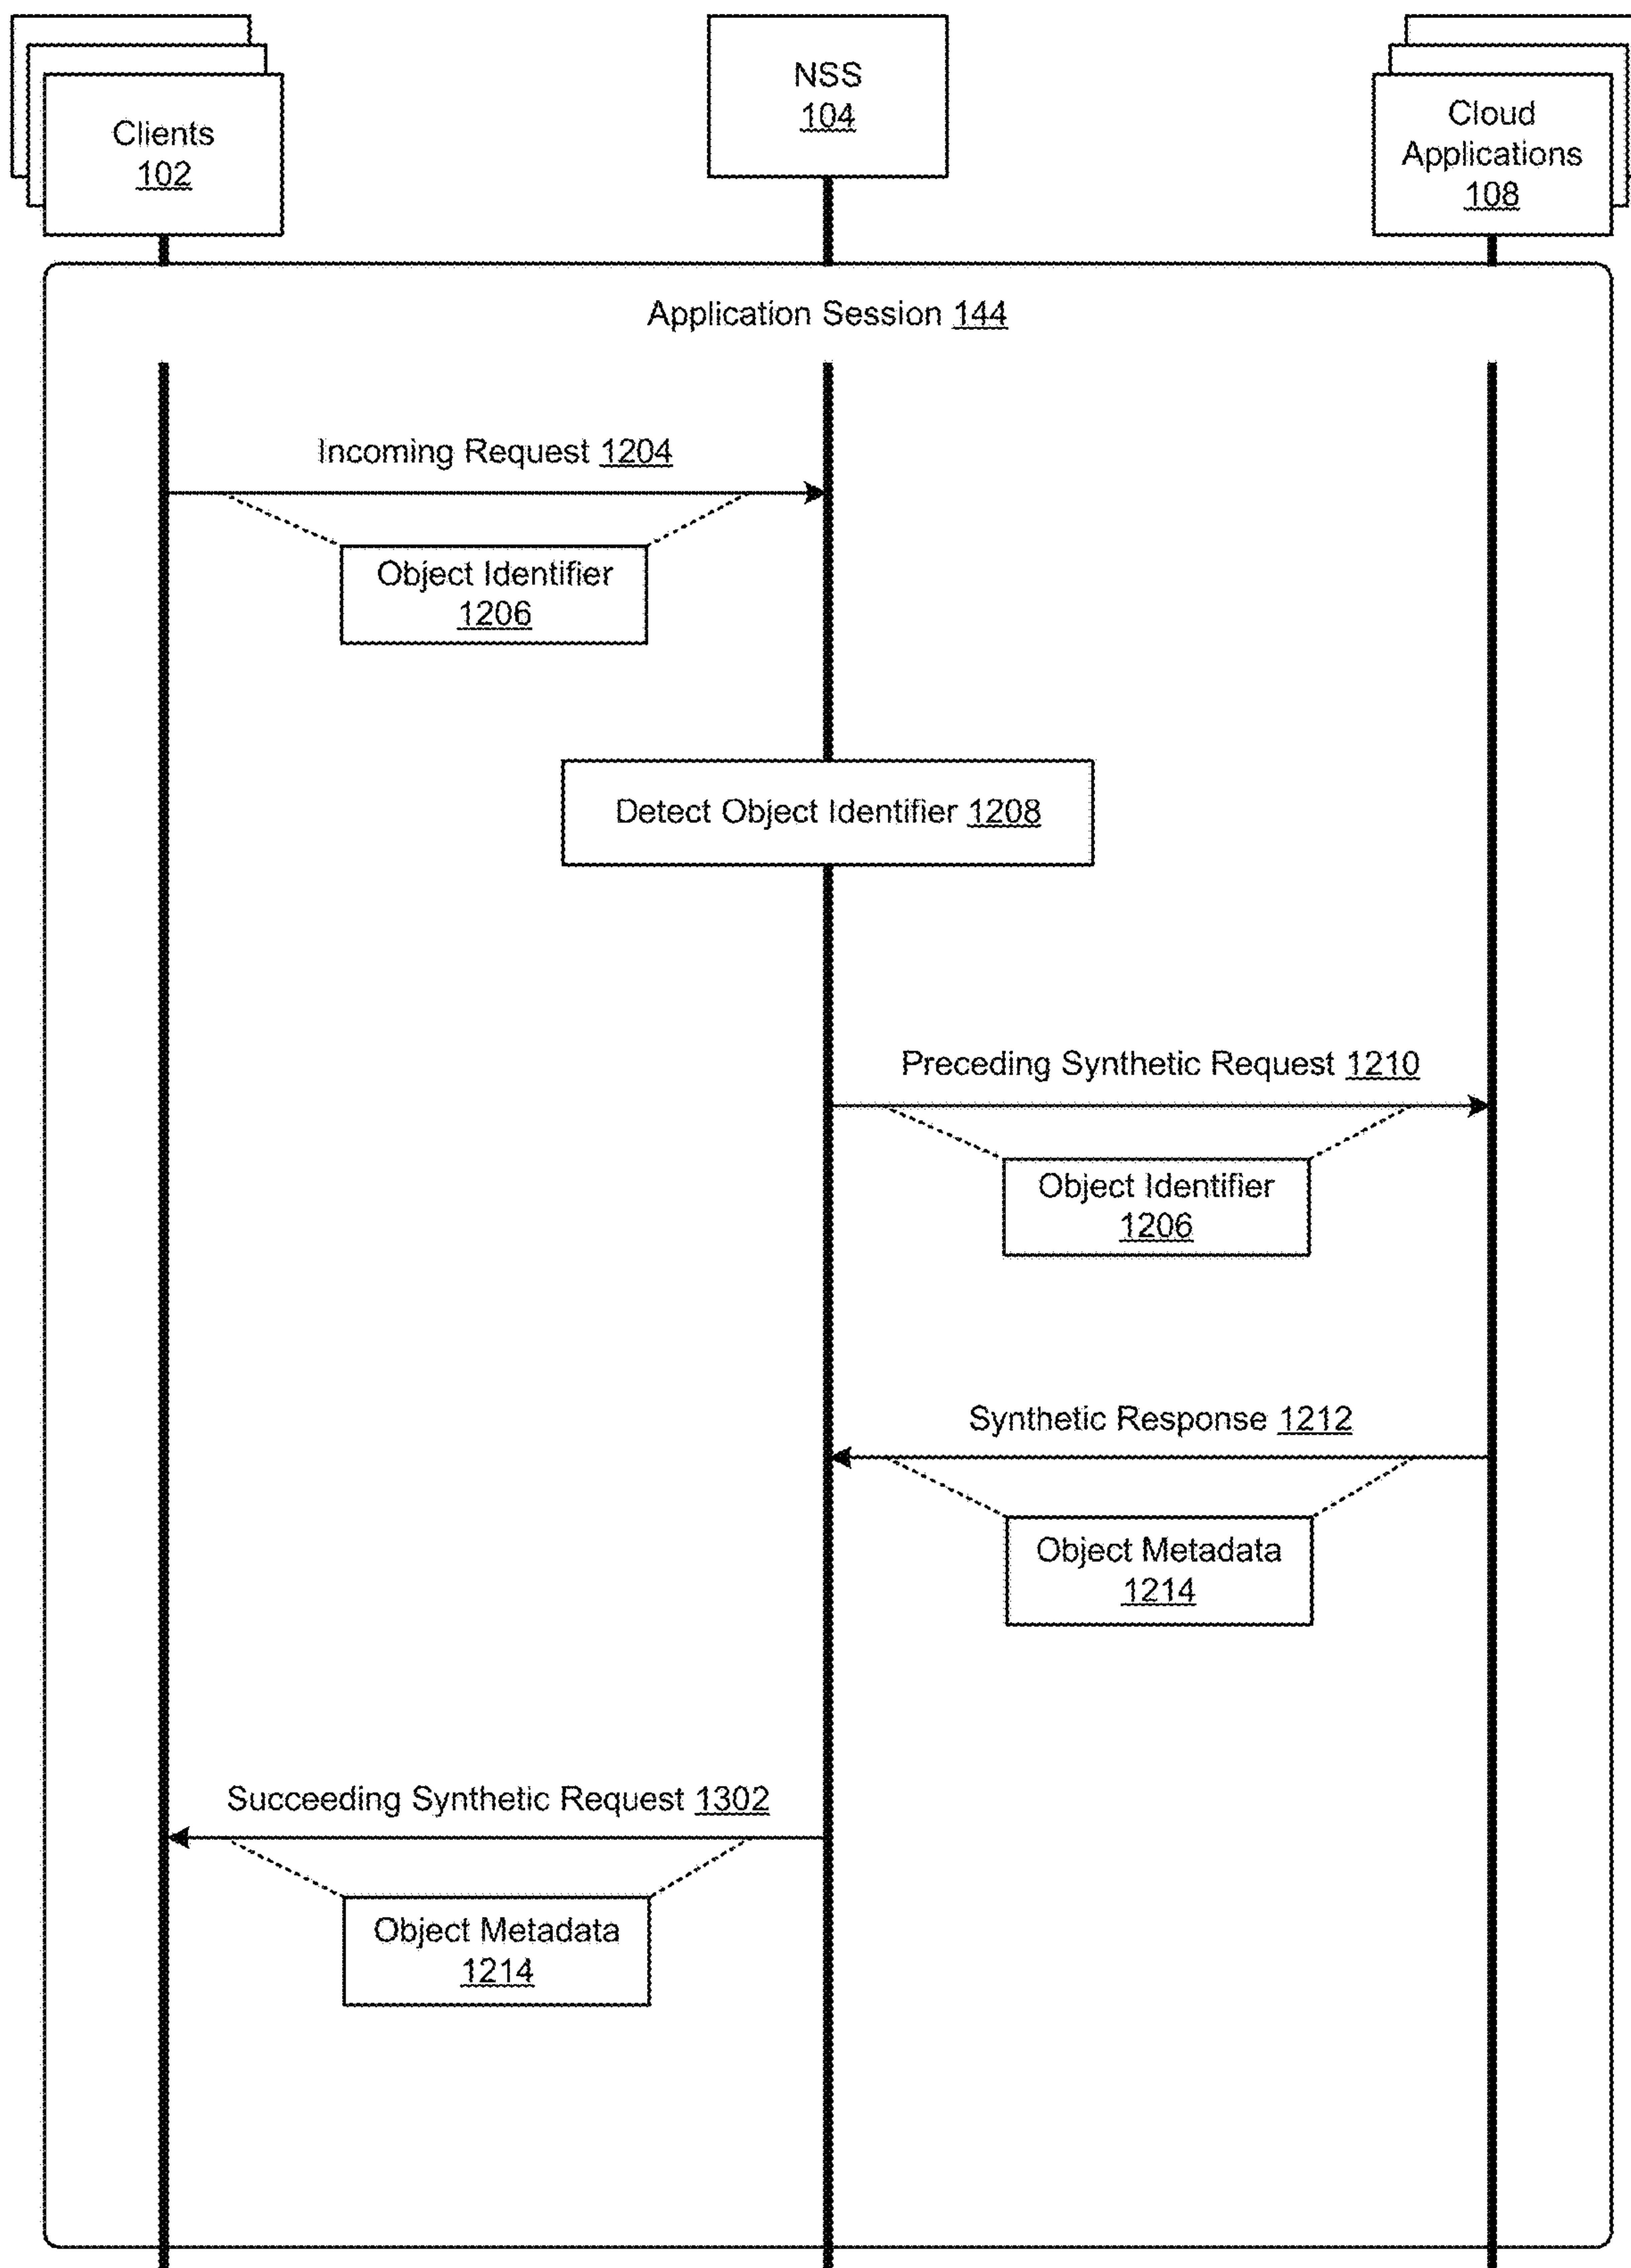 Clients
102
NSS
104
Cloud
Applications
108
Application Session 144
Incoming Request 1204
Object Identifier
1206
Detect Object Identifier 1208
Preceding Synthetic Request 1210
Object Identifier
1206
Synthetic Response 1212
Object Metadata
1214
Succeeding Synthetic Request 1302
Object Metadata
1214